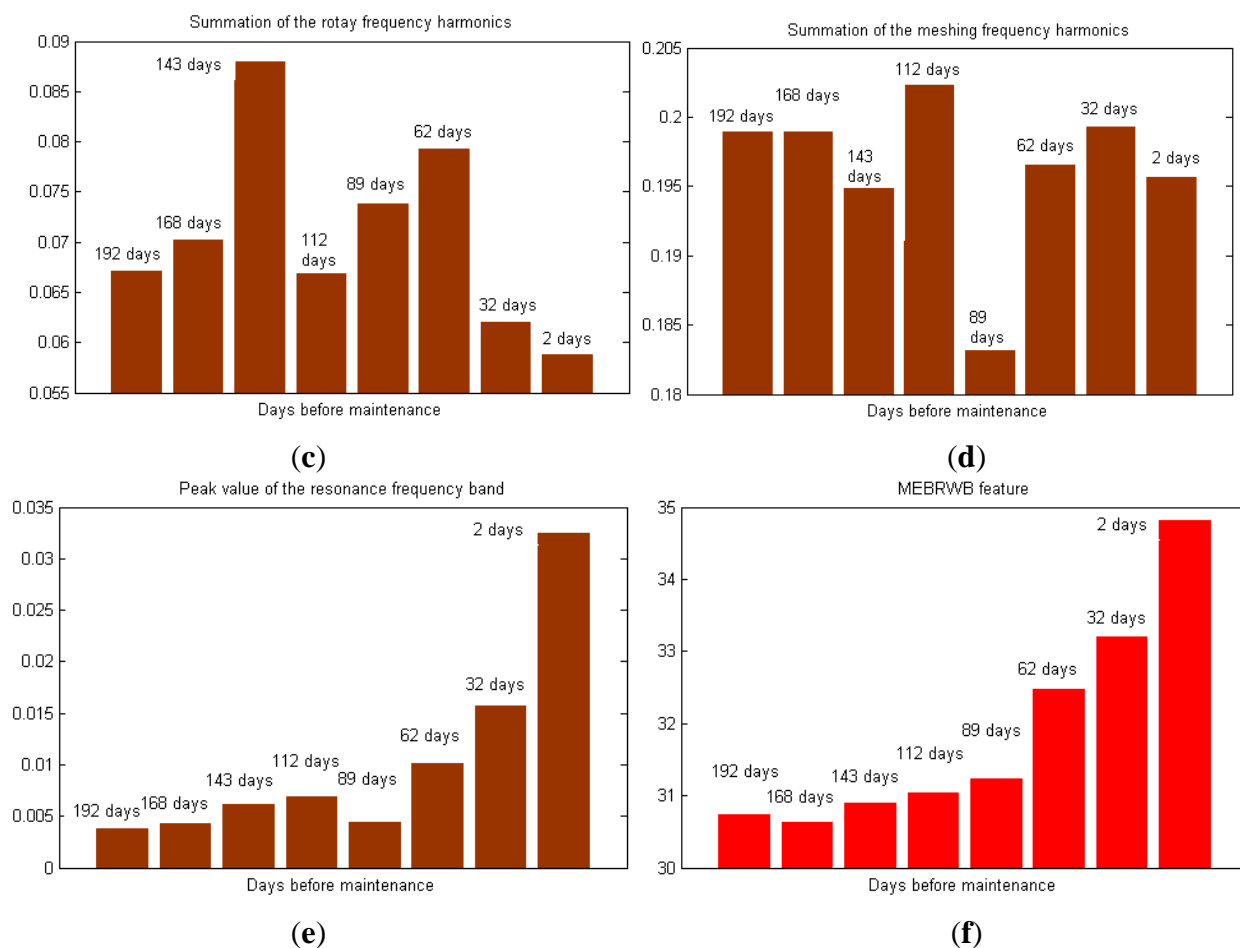 Summation of the rotay frequency harmonics
0.09
0.085
0.08
0.075
0.07
0.065
0.06
0.055
192 days
168 days
143 days
112
days
89 days
62 days
32 days
2 days
Days before maintenance
(c)
Summation of the meshing frequency harmonics
0.205
0.2
0.195
0.19
0.185
0.18
192 days
168 days
143
days
112 days
89
days
62 days
32 days
2 days
Days before maintenance
(d)
Peak value of the resonance frequency band
0.035
0.03
0.025
0.02
0.015
0.01
0.005
0
192 days
168 days
143 days
112 days
89 days
62 days
32 days
2 days
Days before maintenance
(e)
MEBRWB feature
35
34
33
32
31
30
192 days
168 days
143 days
112 days
89 days
62 days
32 days
2 days
Days before maintenance
(f)